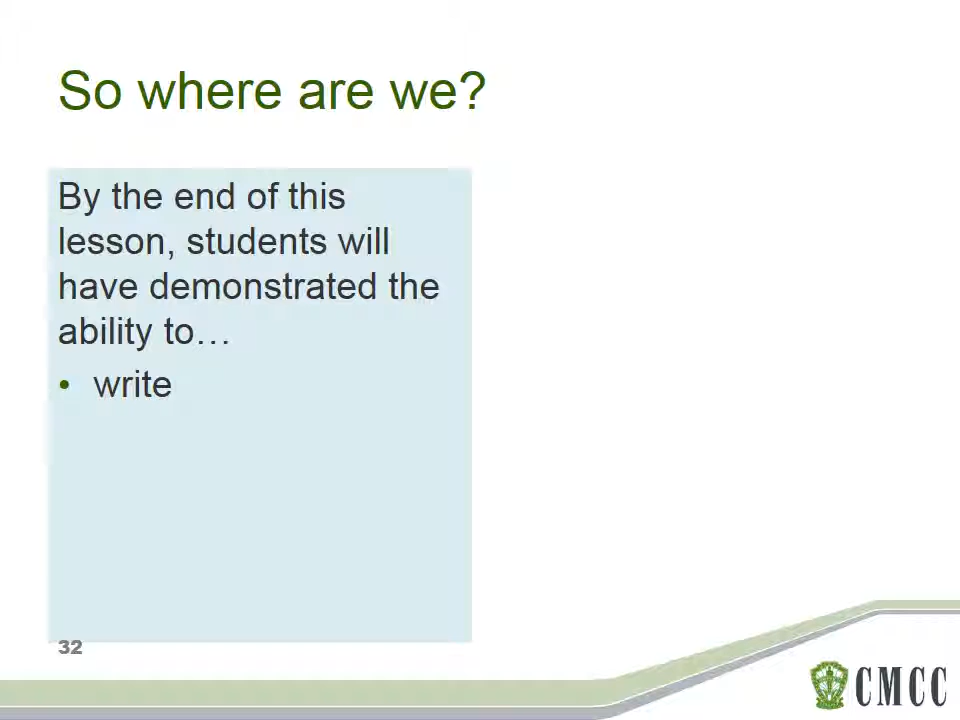 So where are we?
By the end of this
lesson, students will
have demonstrated the
ability to…
• write
32
CMCC